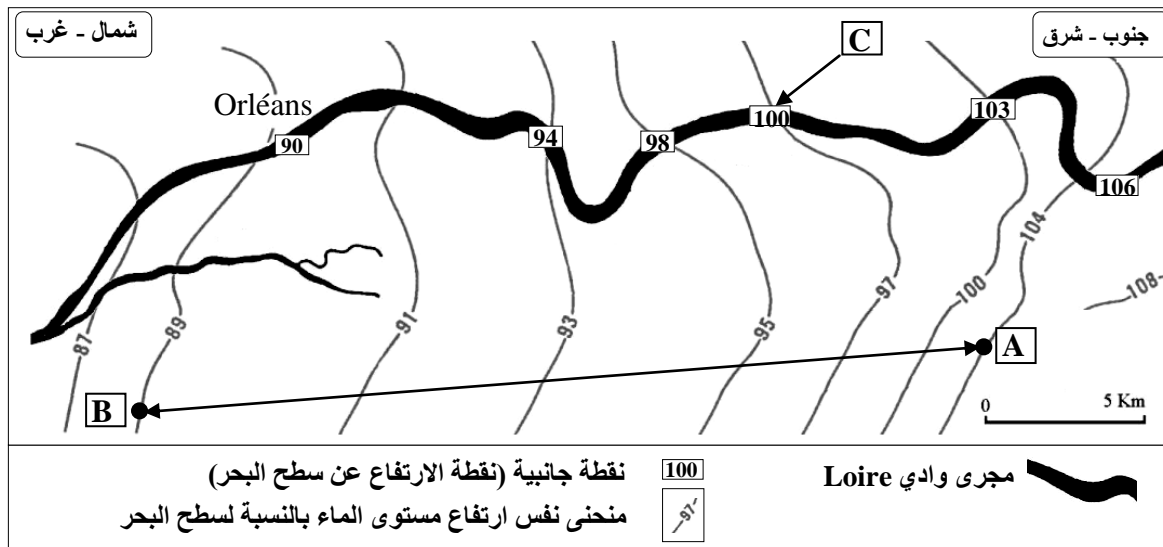 شمال - غرب
جنوب - شرق
C
Orléans
90
94
98
100
103
106
87
89
91
93
95
97
100
104
108
A
B
0 5 Km
نقطة جانبية (نقطة الارتفاع عن سطح البحر)
100
مجرى وادي Loire
منحنى نفس ارتفاع مستوى الماء بالنسبة لسطح البحر
97